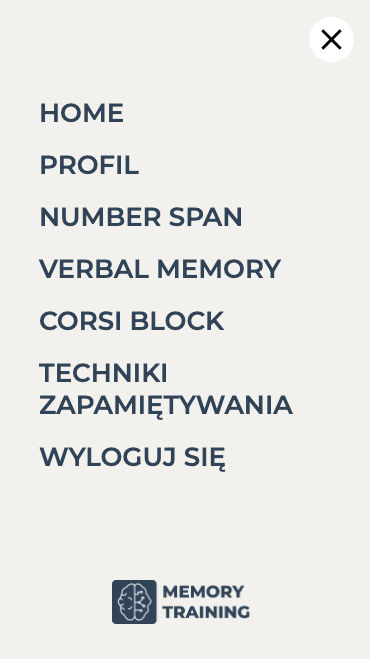 HOME
PROFIL
NUMBER SPAN
VERBAL MEMORY
CORSI BLOCK
TECHNIKI
ZAPAMIĘTYWANIA
WYLOGUJ SIĘ
MEMORY
TRAINING